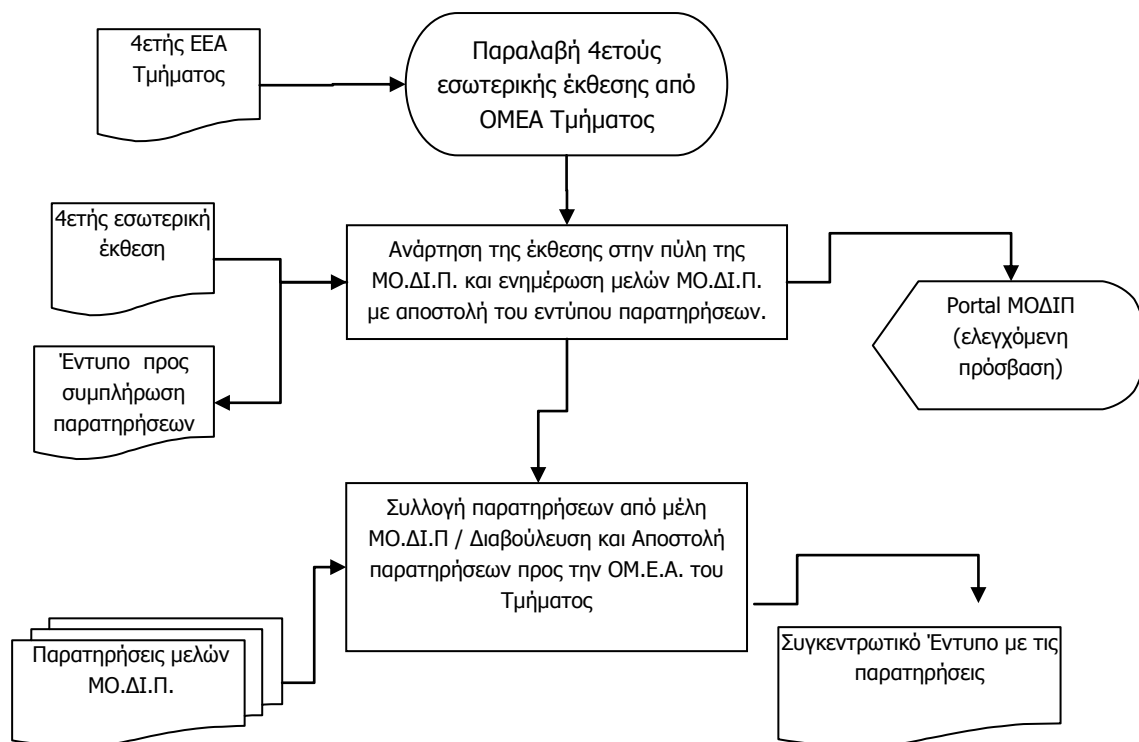 4ετής ΕΕΑ
Τμήματος
Παραλαβή 4ετούς
εσωτερικής έκθεσης από
ΟΜΕΑ Τμήματος
4ετής εσωτερική
έκθεση
Ανάρτηση της έκθεσης στην πύλη της
ΜΟ.ΔΙ.Π. και ενημέρωση μελών ΜΟ.ΔΙ.Π.
με αποστολή του εντύπου παρατηρήσεων.
Portal ΜΟΔΙΠ
(ελεγχόμενη
πρόσβαση)
Έντυπο προς
συμπλήρωση
παρατηρήσεων
Συλλογή παρατηρήσεων από μέλη
ΜΟ.ΔΙ.Π / Διαβούλευση και Αποστολή
παρατηρήσεων προς την ΟΜ.Ε.Α. του
Τμήματος
Παρατηρήσεις μελών
ΜΟ.ΔΙ.Π.
Συγκεντρωτικό Έντυπο με τις
παρατηρήσεις